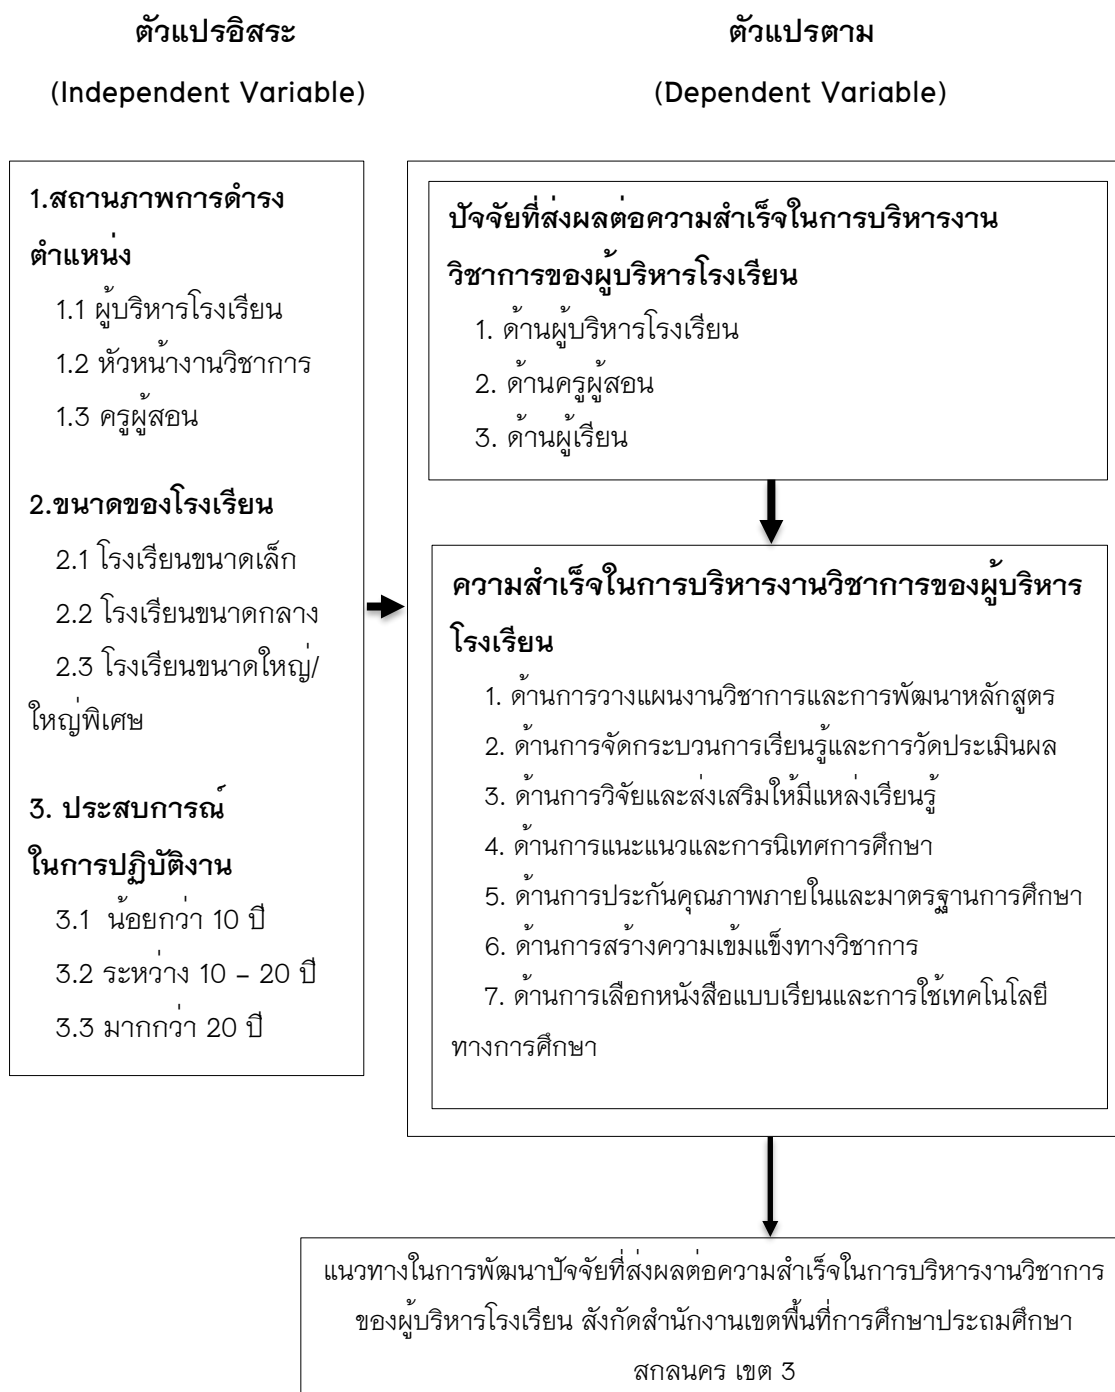 ตัวแปรอิสระ
(Independent Variable)
ตัวแปรตาม
(Dependent Variable)
1.สถานภาพการดำรง
ตำแหน่ง
1.1 ผู้บริหารโรงเรียน
1.2 หัวหน้างานวิชาการ
1.3 ครูผู้สอน
2.ขนาดของโรงเรียน
2.1 โรงเรียนขนาดเล็ก
2.2 โรงเรียนขนาดกลาง
2.3 โรงเรียนขนาดใหญ่/
ใหญ่พิเศษ
3. ประสบการณ์
ในการปฏิบัติงาน
3.1 น้อยกว่า 10 ปี
3.2 ระหว่าง 10 – 20 ปี
3.3 มากกว่า 20 ปี
ปัจจัยที่ส่งผลต่อความสำเร็จในการบริหารงาน
วิชาการของผู้บริหารโรงเรียน
1. ด้านผู้บริหารโรงเรียน
2. ด้านครูผู้สอน
3. ด้านผู้เรียน
ความสำเร็จในการบริหารงานวิชาการของผู้บริหาร
โรงเรียน
1. ด้านการวางแผนงานวิชาการและการพัฒนาหลักสูตร
2. ด้านการจัดกระบวนการเรียนรู้และการวัดประเมินผล
3. ด้านการวิจัยและส่งเสริมให้มีแหล่งเรียนรู้
4. ด้านการแนะแนวและการนิเทศการศึกษา
5. ด้านการประกันคุณภาพภายในและมาตรฐานการศึกษา
6. ด้านการสร้างความเข้มแข็งทางวิชาการ
7. ด้านการเลือกหนังสือแบบเรียนและการใช้เทคโนโลยี
ทางการศึกษา
แนวทางในการพัฒนาปัจจัยที่ส่งผลต่อความสำเร็จในการบริหารงานวิชาการ
ของผู้บริหารโรงเรียน สังกัดสำนักงานเขตพื้นที่การศึกษาประถมศึกษา
สกลนคร เขต 3